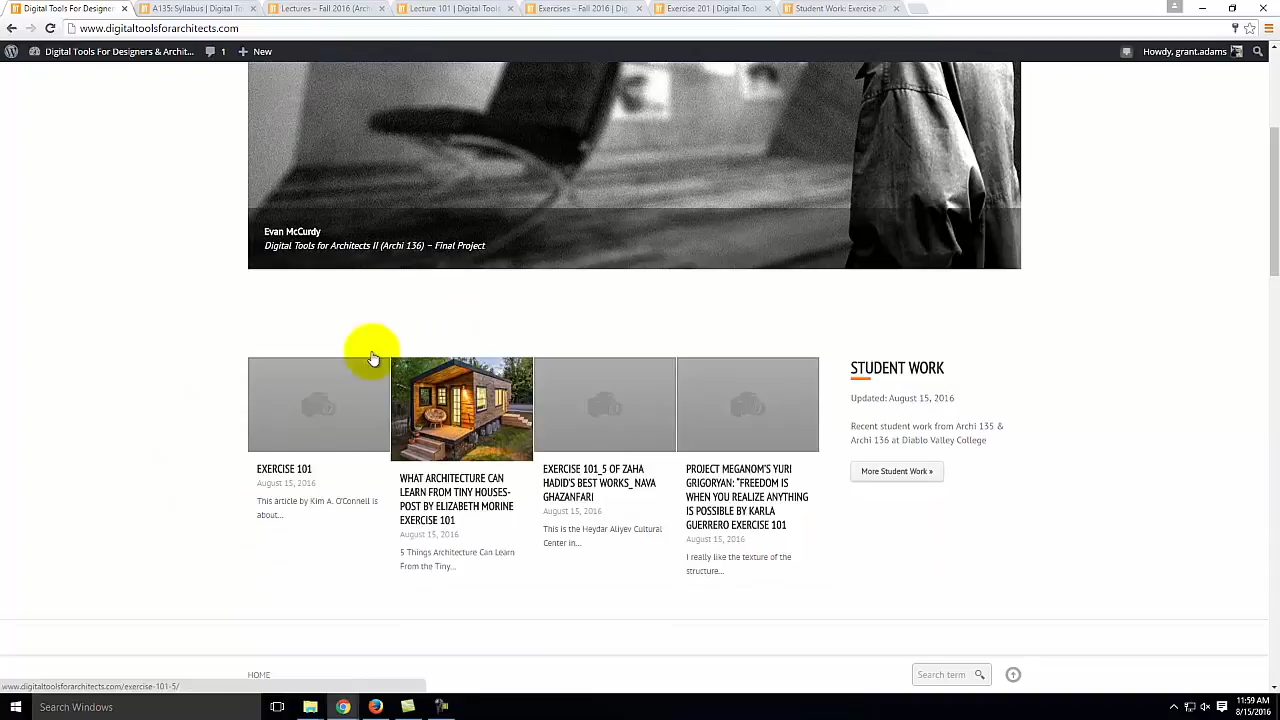 Digital Tools For Designer
A135: Syllabus | Digital To
Lectures – Fall 2016 (Arch
Lecture 101 | Digital Tools
Exercises – Fall 2016 | Dig
Exercise 201 | Digital Tool
Student Work: Exercise 20
www.digitaltoolsforarchitects.com
Digital Tools For Designers & Archit...
1
New
Howdy, grant.adams
Evan McCurdy
Digital Tools for Architects II (Archi 136) – Final Project
EXERCISE 101
August 15, 2016
This article by Kim A. O'Connell is
about...
WHAT ARCHITECTURE CAN
LEARN FROM TINY HOUSES-
POST BY ELIZABETH MORINE
EXERCISE 101
August 15, 2016
5 Things Architecture Can Learn
From the Tiny...
EXERCISE 101_5 OF ZAHA
HADID'S BEST WORKS_ NAVA
GHAZANFARI
August 15, 2016
This is the Heydar Aliyev Cultural
Center in...
PROJECT MEGANOM'S YURI
GRIGORYAN: "FREEDOM IS
WHEN YOU REALIZE ANYTHING
IS POSSIBLE BY KARLA
GUERRERO EXERCISE 101
August 15, 2016
I really like the texture of the
structure...
STUDENT WORK
Updated: August 15, 2016
Recent student work from Archi 135 &
Archi 136 at Diablo Valley College
More Student Work »
HOME
Search term
www.digitaltoolsforarchitects.com/exercise-101-5/
Search Windows
11:59 AM
8/15/2016